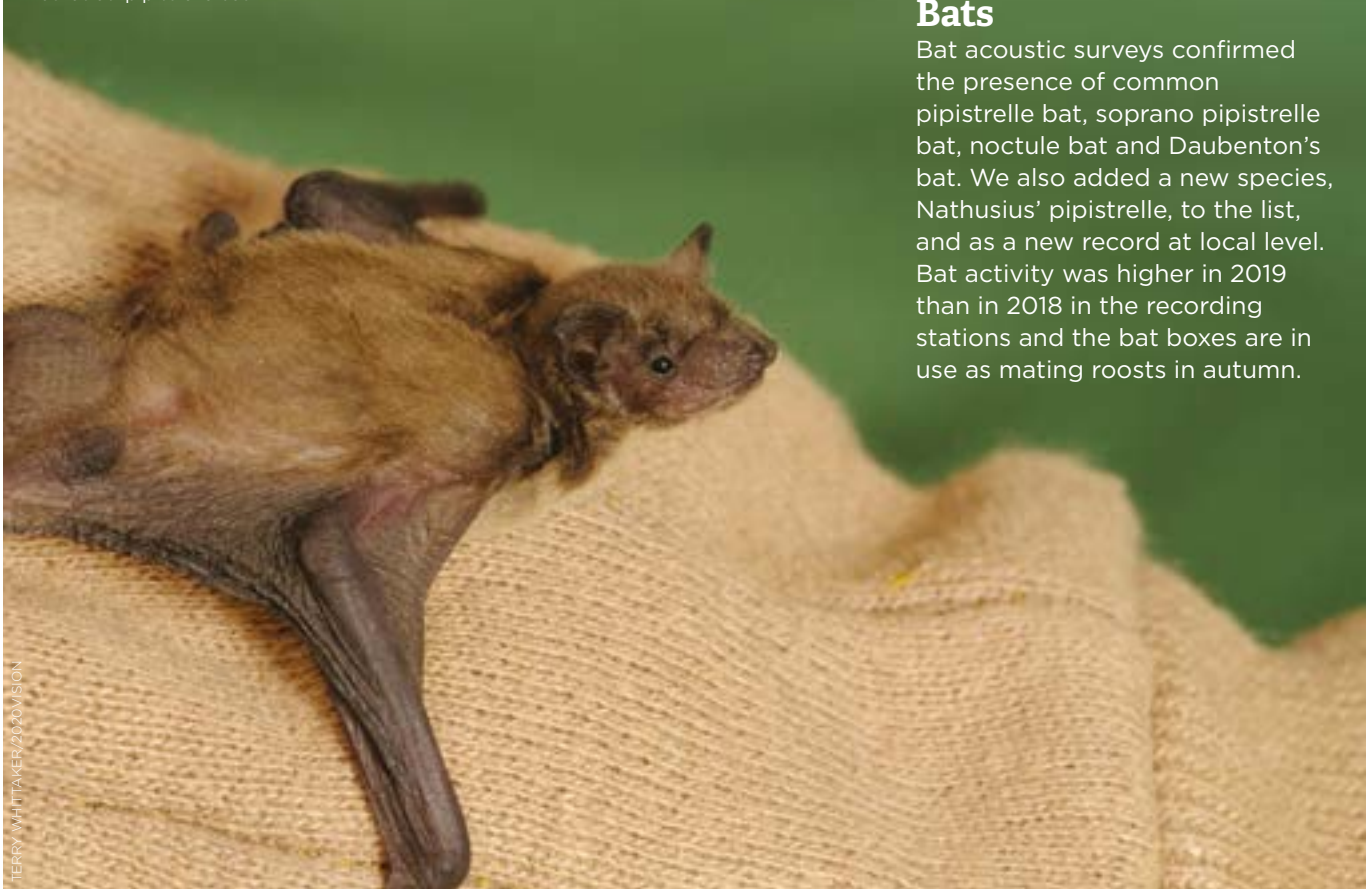 Bats
Bat acoustic surveys confirmed
the presence of common
pipistrelle bat, soprano pipistrelle
bat, noctule bat and Daubenton’s
bat. We also added a new species,
Nathusius’ pipistrelle, to the list,
and as a new record at local level.
Bat activity was higher in 2019
than in 2018 in the recording
stations and the bat boxes are in
use as mating roosts in autumn.
TERRY WHITTAKER/2020VISION